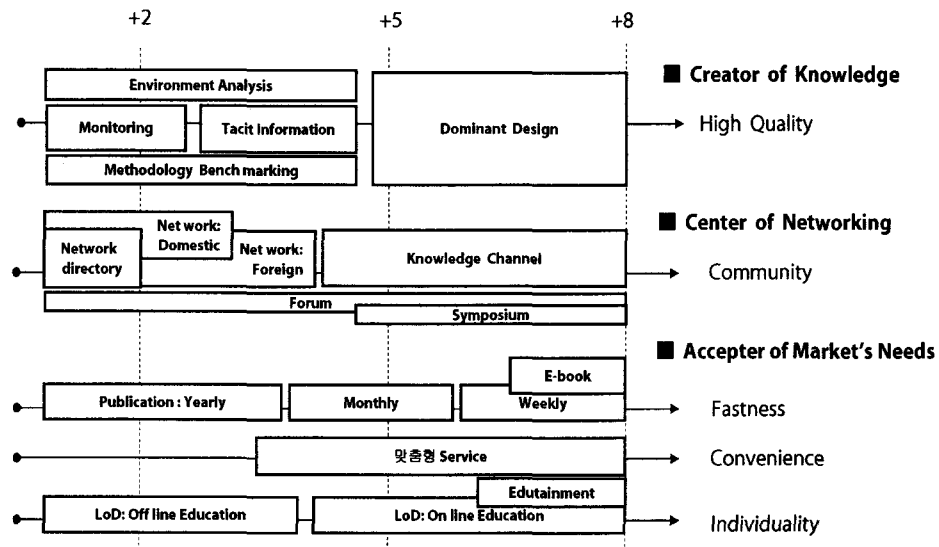 +2 +5 +8
Environment Analysis
■ Creator of Knowledge
Monitoring
Tacit Information
Dominant Design
High Quality
Methodology Bench marking
Net work:
Domestic
■ Center of Networking
Network
directory
Net work:
Foreign
Knowledge Channel
Community
Forum
Symposium
■ Accepter of Market's Needs
E-book
Publication : Yearly
Monthly
Weekly
Fastness
맞춤형 Service
Convenience
Edutainment
LoD: Off line Education
LoD: On line Education
Individuality